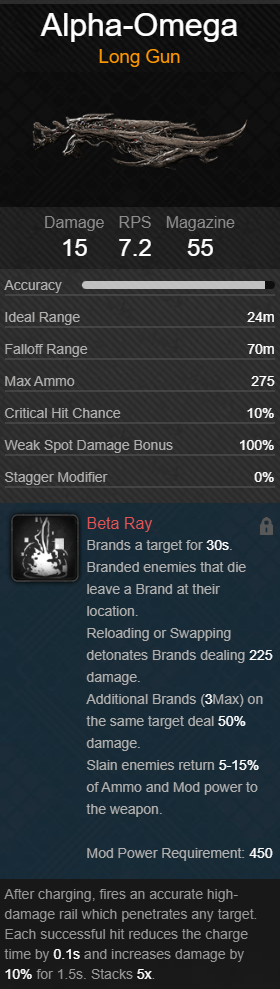 Alpha-Omega
Long Gun
Damage RPS Magazine
15 7.2 55
Accuracy
Ideal Range 24m
Falloff Range 70m
Max Ammo 275
Critical Hit Chance 10%
Weak Spot Damage Bonus 100%
Stagger Modifier 0%
Beta Ray
Brands a target for 30s.
Branded enemies that die
leave a Brand at their
location.
Reloading or Swapping
detonates Brands dealing 225
damage.
Additional Brands (3Max) on
the same target deal 50%
damage.
Slain enemies return 5-15%
of Ammo and Mod power to
the weapon.
Mod Power Requirement: 450
After charging, fires an accurate high-
damage rail which penetrates any target.
Each successful hit reduces the charge
time by 0.1s and increases damage by
10% for 1.5s. Stacks 5x.